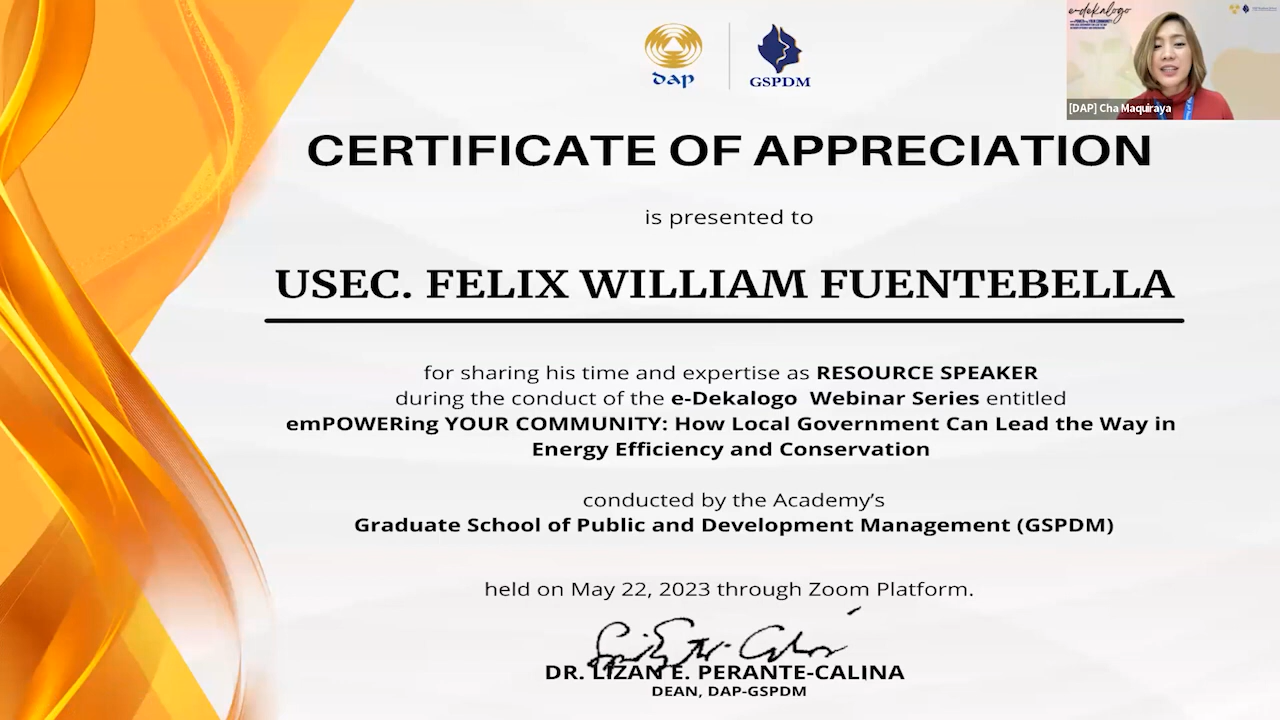 dap
GSPDM
e-dekalogo
[DAP] Cha Maquiraya
CERTIFICATE OF APPRECIATION
is presented to
USEC. FELIX WILLIAM FUENTEBELLA
for sharing his time and expertise as RESOURCE SPEAKER
during the conduct of the e-Dekalogo Webinar Series entitled
emPOWERing YOUR COMMUNITY: How Local Government Can Lead the Way in
Energy Efficiency and Conservation
conducted by the Academy’s
Graduate School of Public and Development Management (GSPDM)
held on May 22, 2023 through Zoom Platform.
DR. LIZAN E. PERANTE-CALINA
DEAN, DAP-GSPDM